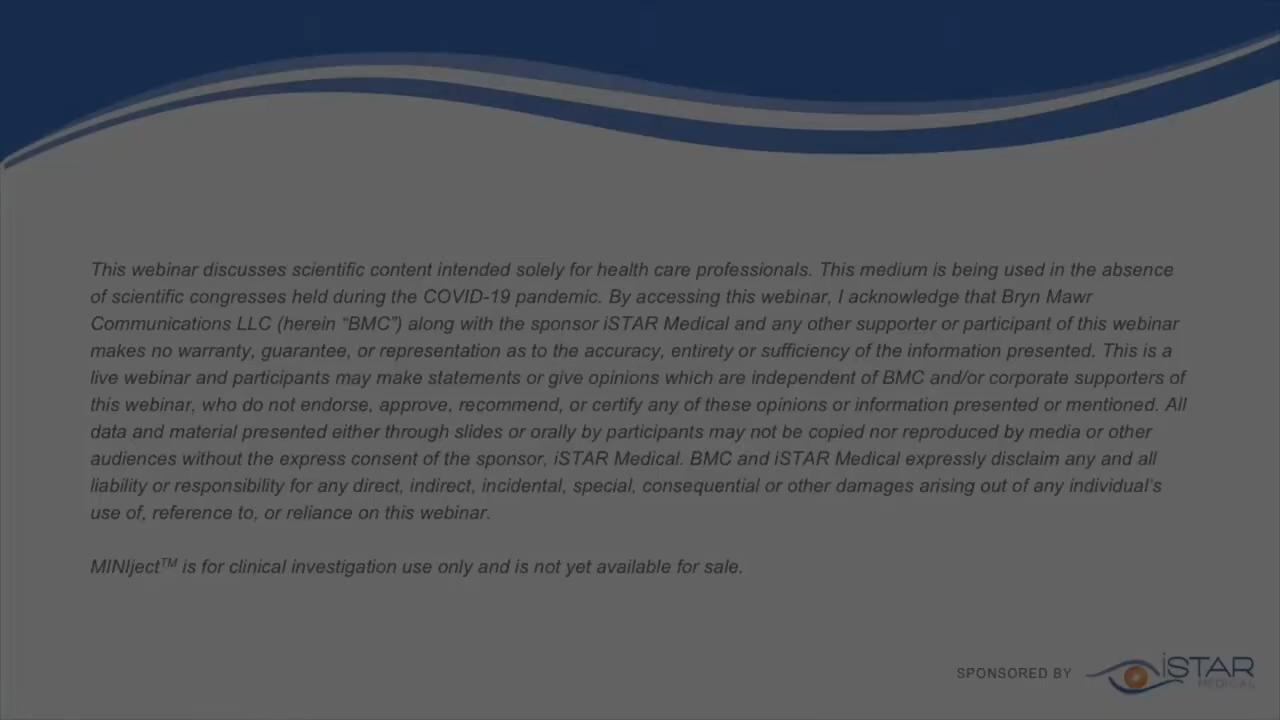 This webinar discusses scientific content intended solely for health care professionals. This medium is being used in the absence
of scientific congresses held during the COVID-19 pandemic. By accessing this webinar, I acknowledge that Bryn Mawr
Communications LLC (herein “BMC”) along with the sponsor iSTAR Medical and any other supporter or participant of this webinar
makes no warranty, guarantee, or representation as to the accuracy, entirety or sufficiency of the information presented. This is a
live webinar and participants may make statements or give opinions which are independent of BMC and/or corporate supporters of
this webinar, who do not endorse, approve, recommend, or certify any of these opinions or information presented or mentioned. All
data and material presented either through slides or orally by participants may not be copied nor reproduced by media or other
audiences without the express consent of the sponsor, iSTAR Medical. BMC and iSTAR Medical expressly disclaim any and all
liability or responsibility for any direct, indirect, incidental, special, consequential or other damages arising out of any individual's
use of, reference to, or reliance on this webinar.
MINIject™ is for clinical investigation use only and is not yet available for sale.
SPONSORED BY iSTAR
MEDICAL